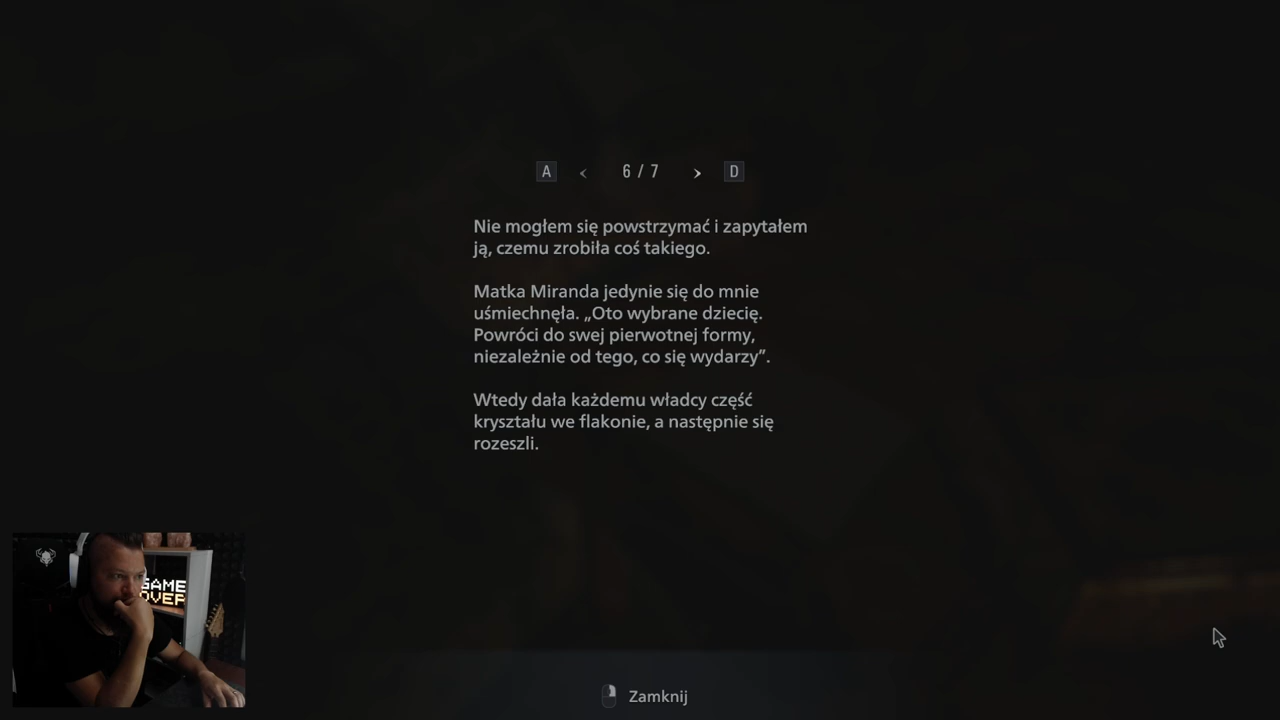 A < 6 / 7 > D
Nie mogłem się powstrzymać i zapytałem
ją, czemu zrobiła coś takiego.
Matka Miranda jedynie się do mnie
uśmiechnęła. „Oto wybrane dziecię.
Powróci do swej pierwotnej formy,
niezależnie od tego, co się wydarzy”.
Wtedy dała każdemu władcy część
kryształu we flakonie, a następnie się
rozeszli.
GAME
OVER
Zamknij